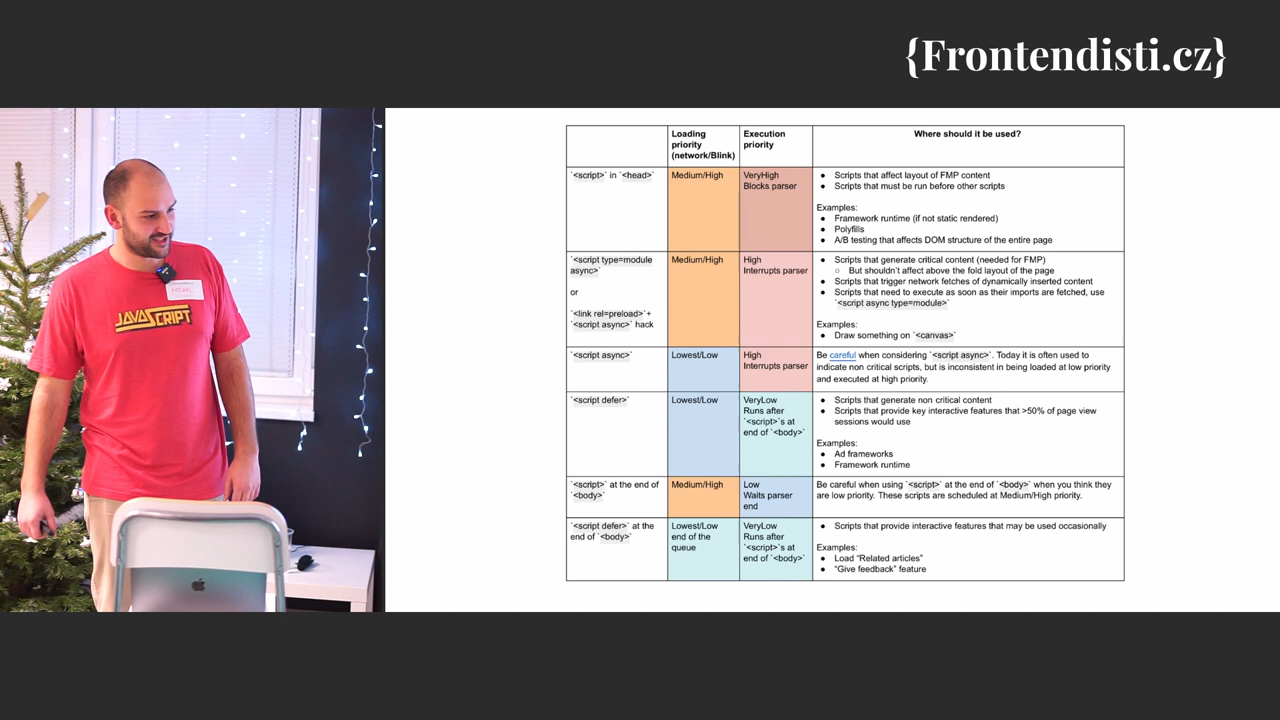 {Frontendisti.cz}
JAVASCRIPT
Loading priority (network/Blink)
Execution priority
Where should it be used?
`<script>` in `<head>`
Medium/High
VeryHigh
Blocks parser
● Scripts that affect layout of FMP content
● Scripts that must be run before other scripts
Examples:
● Framework runtime (if not static rendered)
● Polyfills
● A/B testing that affects DOM structure of the entire page
`<script type=module
async>`
or
`<link rel=preload>`+
`<script async>` hack
Medium/High
High
Interrupts parser
● Scripts that generate critical content (needed for FMP)
○ But shouldn't affect above the fold layout of the page
● Scripts that trigger network fetches of dynamically inserted content
● Scripts that need to execute as soon as their imports are fetched, use
`<script async type=module>`
Examples:
● Draw something on `<canvas>`
`<script async>`
Lowest/Low
High
Interrupts parser
Be careful when considering `<script async>`. Today it is often used to
indicate non critical scripts, but is inconsistent in being loaded at low priority
and executed at high priority.
`<script defer>`
Lowest/Low
VeryLow
Runs after
`<script>`s at
end of `<body>`
● Scripts that generate non critical content
● Scripts that provide key interactive features that >50% of page view
sessions would use
Examples:
● Ad frameworks
● Framework runtime
`<script>` at the end of
`<body>`
Medium/High
Low
Waits parser
end
Be careful when using `<script>` at the end of `<body>` when you think they
are low priority. These scripts are scheduled at Medium/High priority.
`<script defer>` at the
end of `<body>`
Lowest/Low
end of the
queue
VeryLow
Runs after
`<script>`s at
end of `<body>`
● Scripts that provide interactive features that may be used occasionally
Examples:
● Load “Related articles”
● “Give feedback” feature